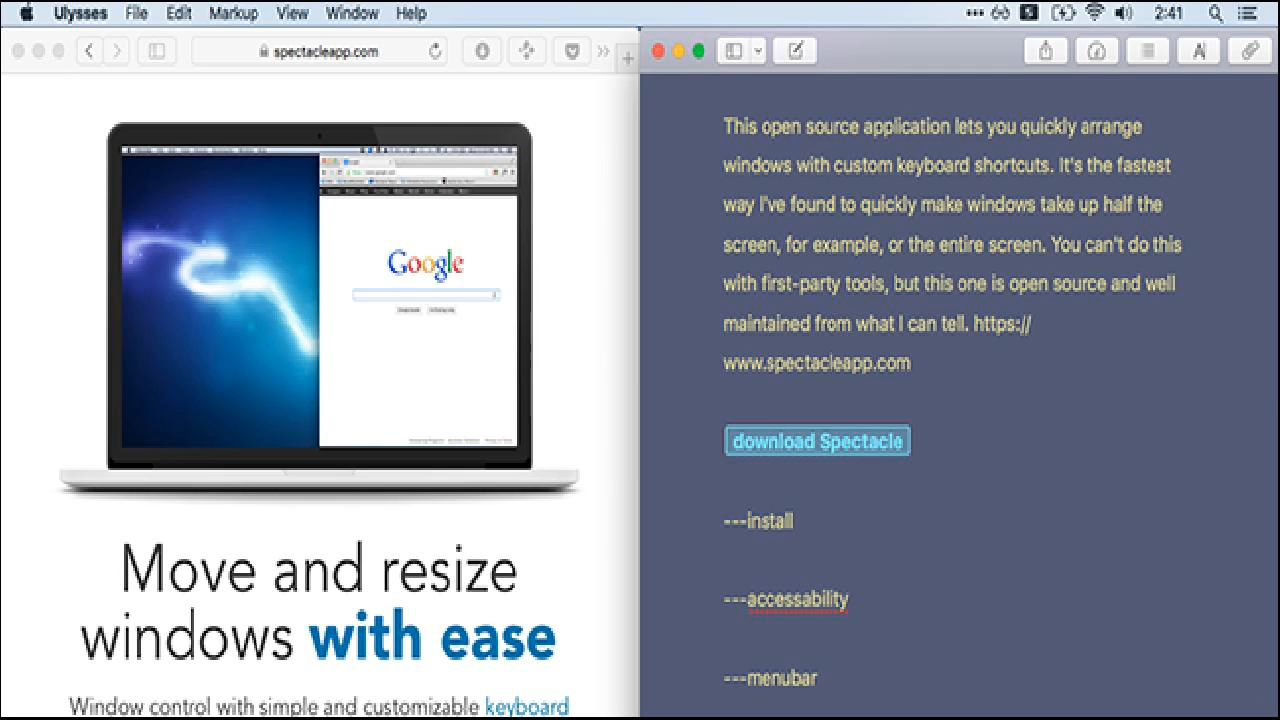 Ulysses File Edit Markup View Window Help 2:41
spectacleapp.com
Google
Move and resize
windows with ease
Window control with simple and customizable keyboard
This open source application lets you quickly arrange
windows with custom keyboard shortcuts. It's the fastest
way I've found to quickly make windows take up half the
screen, for example, or the entire screen. You can't do this
with first-party tools, but this one is open source and well
maintained from what I can tell. https://
www.spectacleapp.com
download Spectacle
---install
---accessability
---menubar